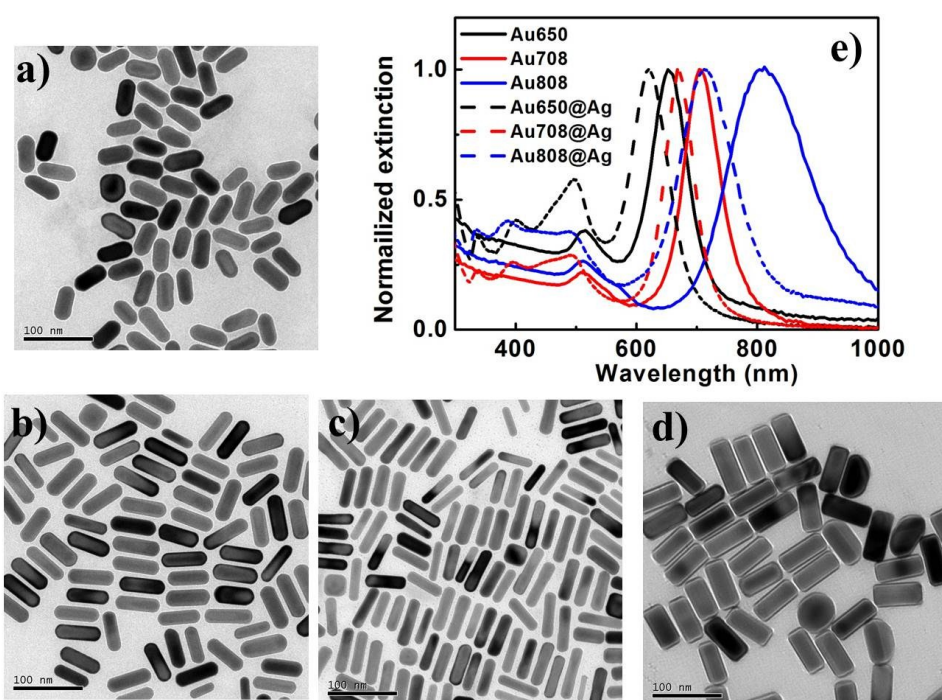 a)
100 nm
Au650
Au708
Au808
Au650@Ag
Au708@Ag
Au808@Ag
e)
Normailized extinction
1.0
0.5
0.0
400
600
800
1000
Wavelength (nm)
b)
100 nm
c)
100 nm
d)
100 nm